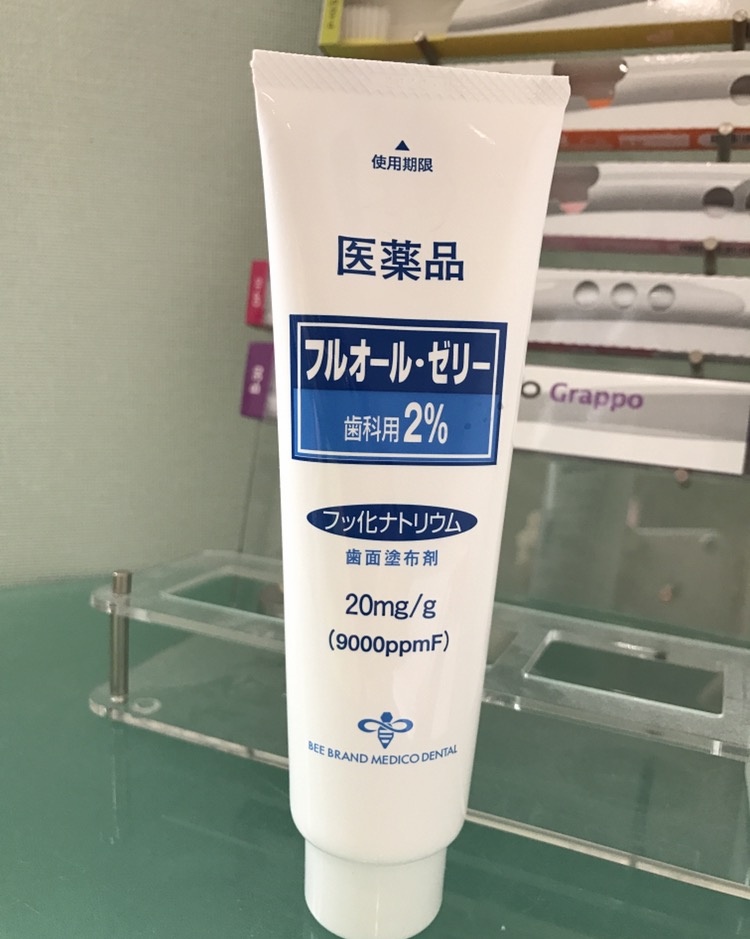 使用期限
医薬品
フルオール・ゼリー
歯科用2%
フッ化ナトリウム
歯面塗布剤
20mg/g
(9000ppmF)
BEE BRAND MEDICO DENTAL
Grappo